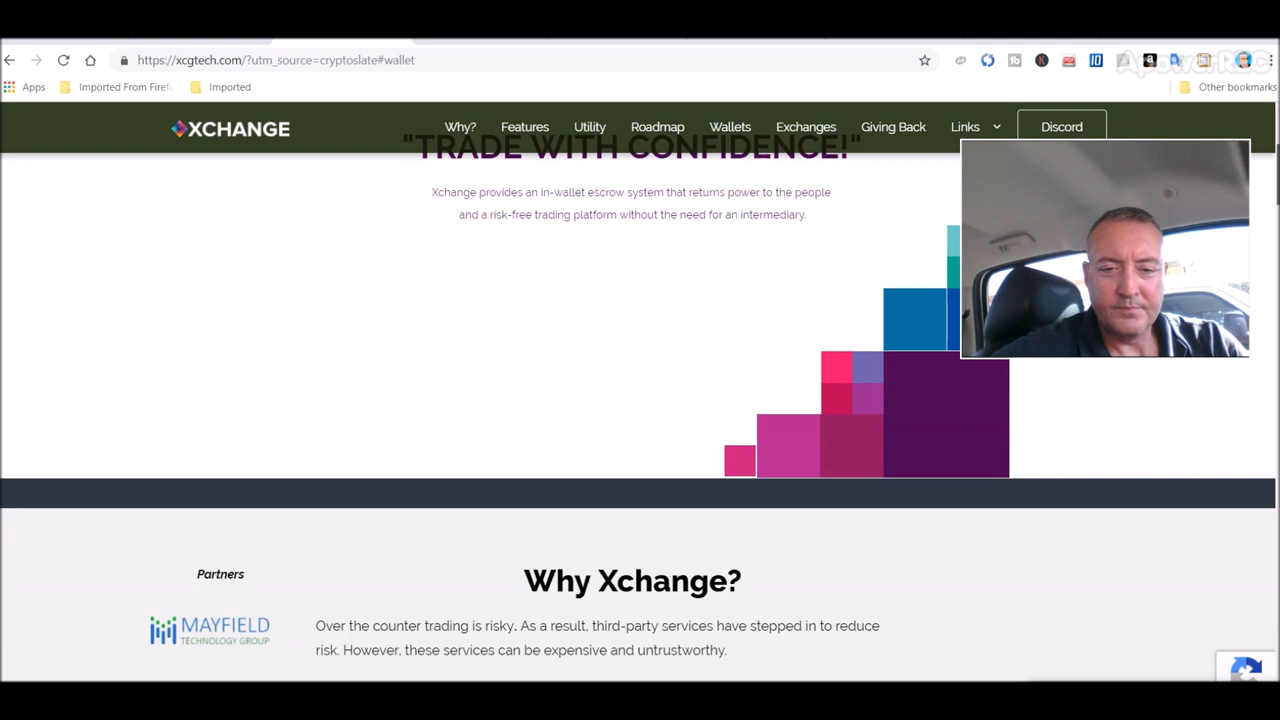 ApowerREC
https://xcgtech.com/?utm_source=cryptoslate#wallet
Apps Imported From Firef Imported Other bookmarks
XCHANGE Why? Features Utility Roadmap Wallets Exchanges Giving Back Links Discord
"TRADE WITH CONFIDENCE!"
Xchange provides an in-wallet escrow system that returns power to the people
and a risk-free trading platform without the need for an intermediary.
Partners
Why Xchange?
MAYFIELD
TECHNOLOGY GROUP
Over the counter trading is risky. As a result, third-party services have stepped in to reduce
risk. However, these services can be expensive and untrustworthy.